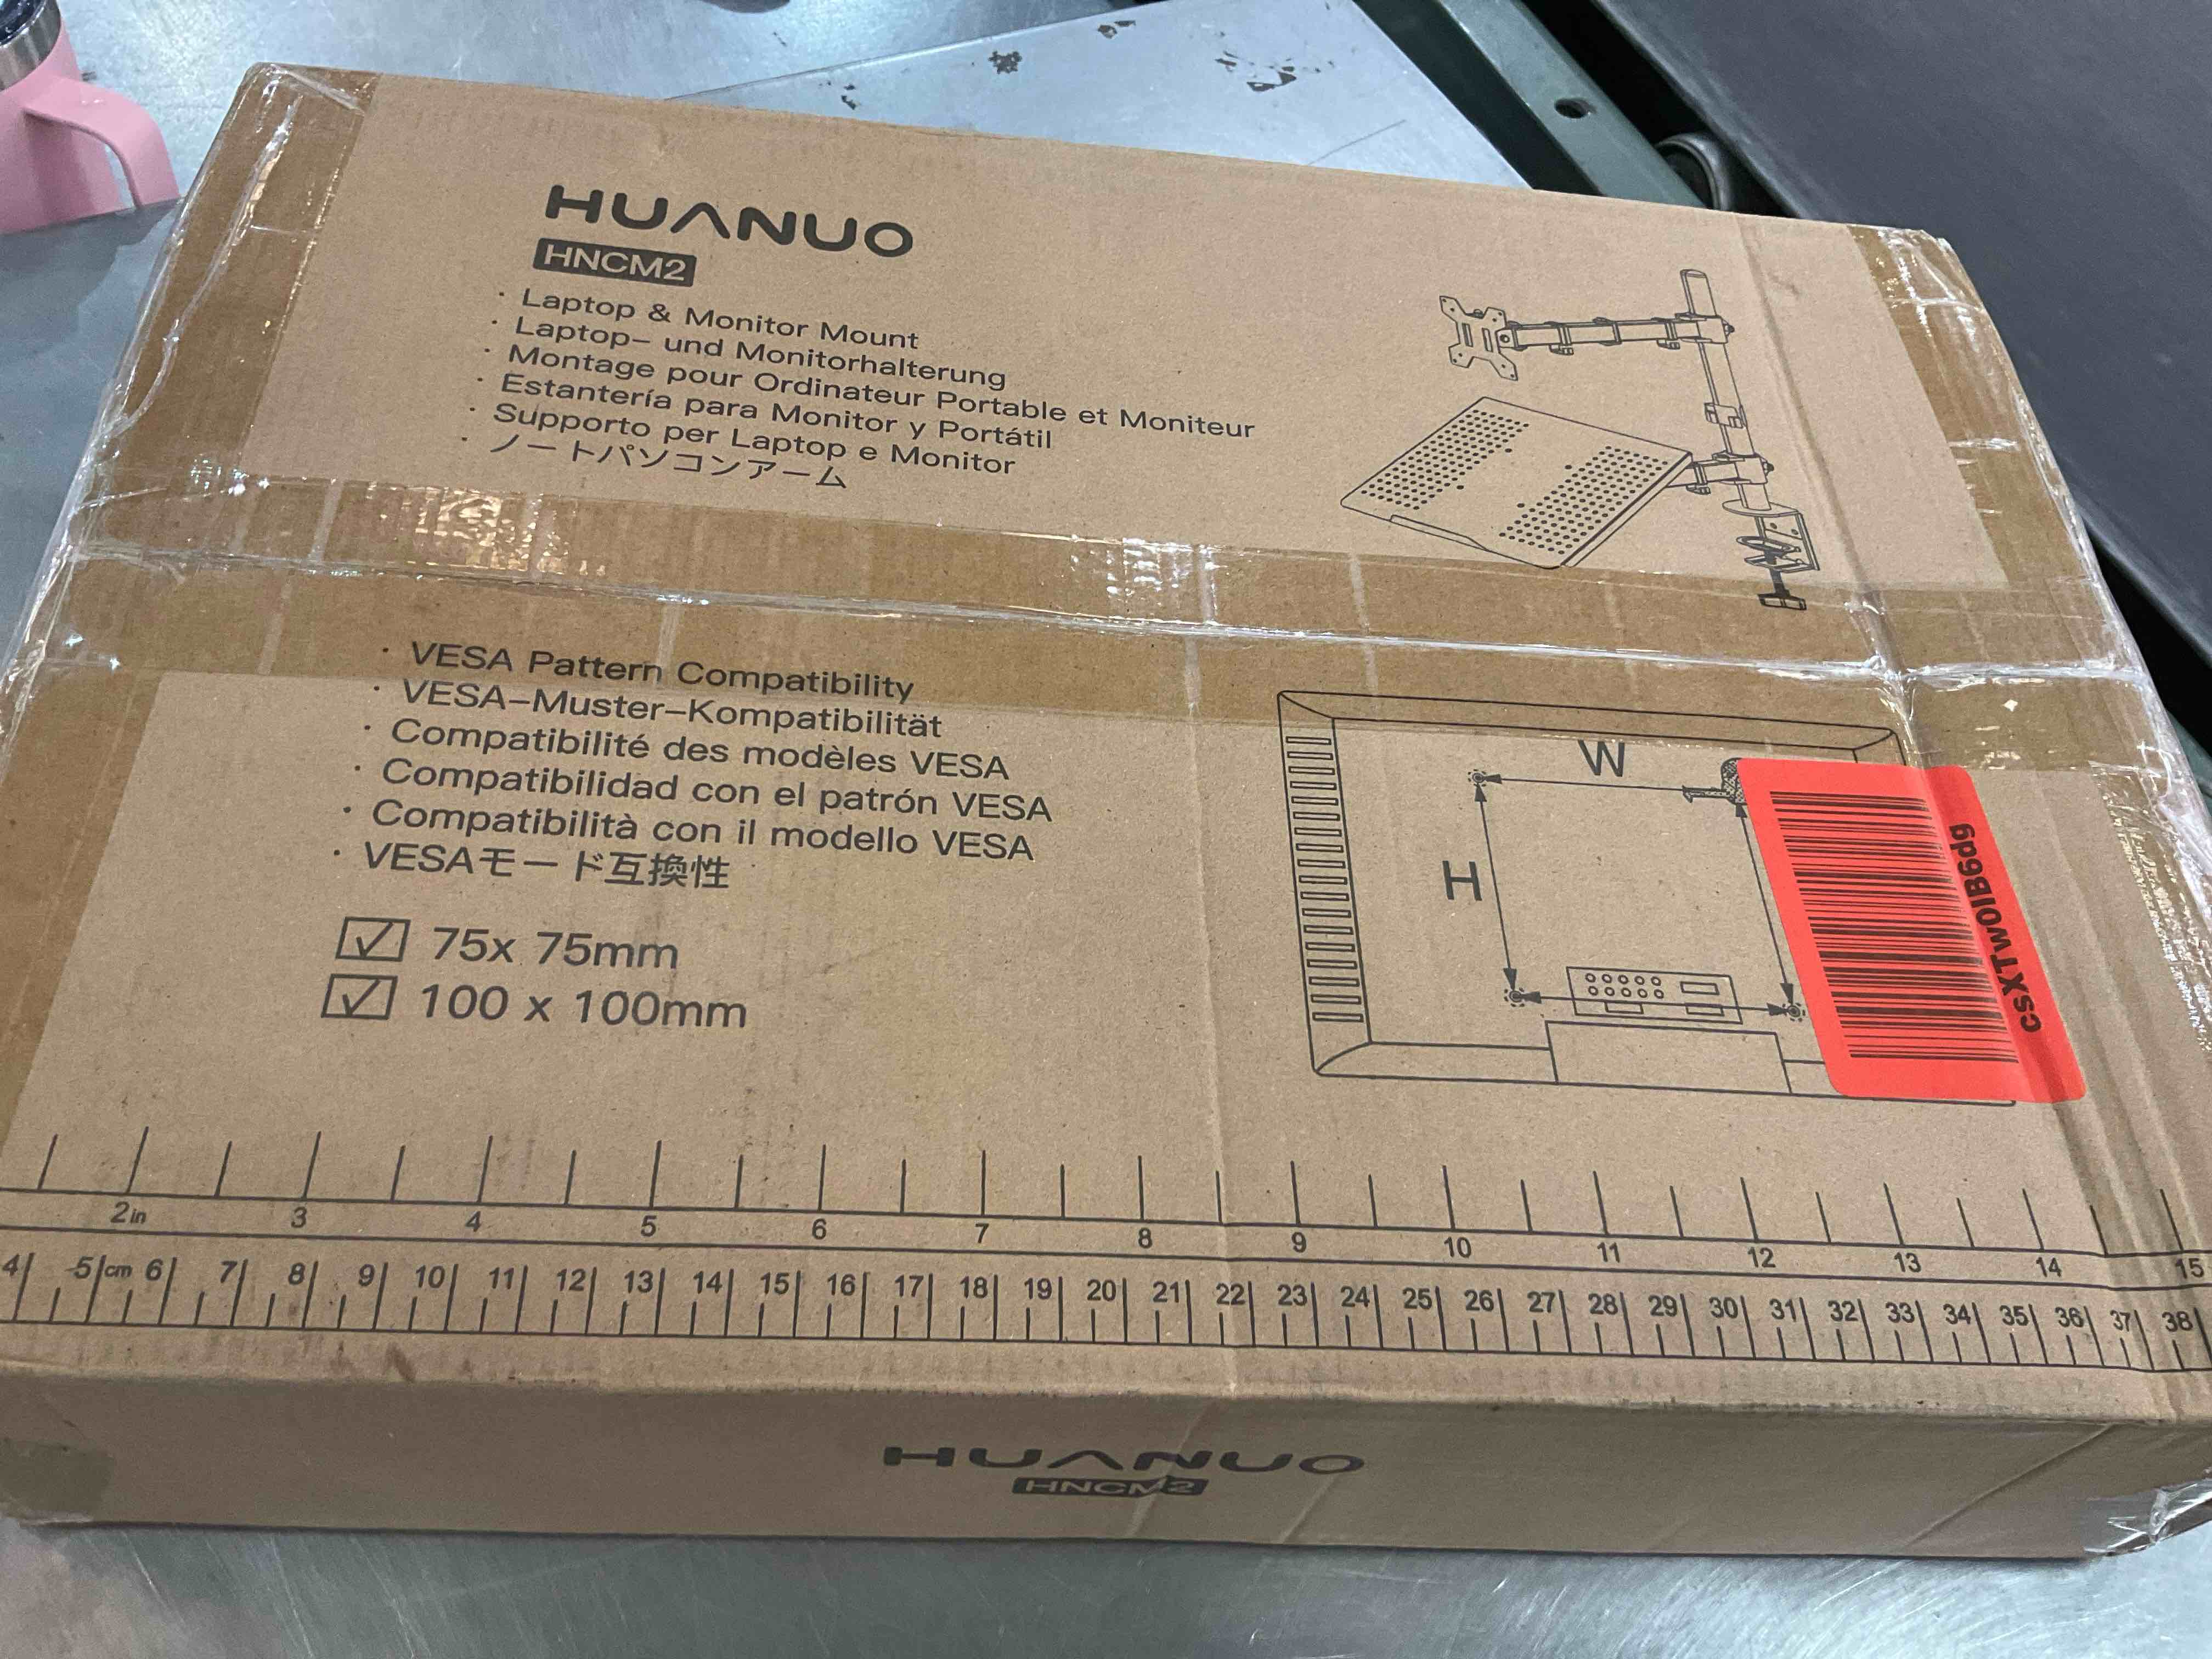 HUANUO
HNCM2
· Laptop & Monitor Mount
· Laptop- und Monitorhalterung
· Montage pour Ordinateur Portable et Moniteur
· Estantería para Monitor y Portátil
· Supporto per Laptop e Monitor
· ノートパソコンアーム
· VESA Pattern Compatibility
· VESA-Muster-Kompatibilität
· Compatibilité des modèles VESA
· Compatibilidad con el patrón VESA
· Compatibilità con il modello VESA
· VESAモード互換性
75x 75mm
100 x 100mm
W
H
csXTW0IB6dg
2in 3 4 5 6 7 8 9 10 11 12 13 14 15
4 5 cm 6 7 8 9 10 11 12 13 14 15 16 17 18 19 20 21 22 23 24 25 26 27 28 29 30 31 32 33 34 35 36 37 38
HUANUO
HNCM2